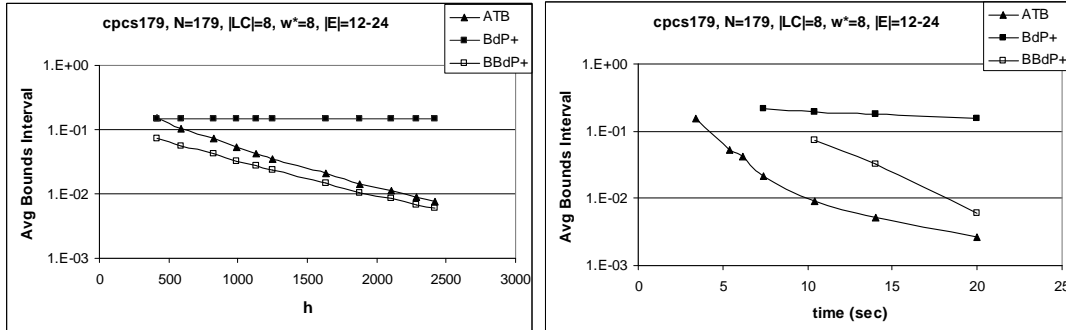 cpcs179, N=179, |LC|=8, w*=8, |E|=12-24
ATB
BdP+
BBdP+
1.E+00
1.E-01
1.E-02
1.E-03
Avg Bounds Interval
0
500
1000
1500
2000
2500
3000
h
cpcs179, N=179, |LC|=8, w*=8, |E|=12-24
ATB
BdP+
BBdP+
1.E+00
1.E-01
1.E-02
1.E-03
Avg Bounds Interval
0
5
10
15
20
25
time (sec)